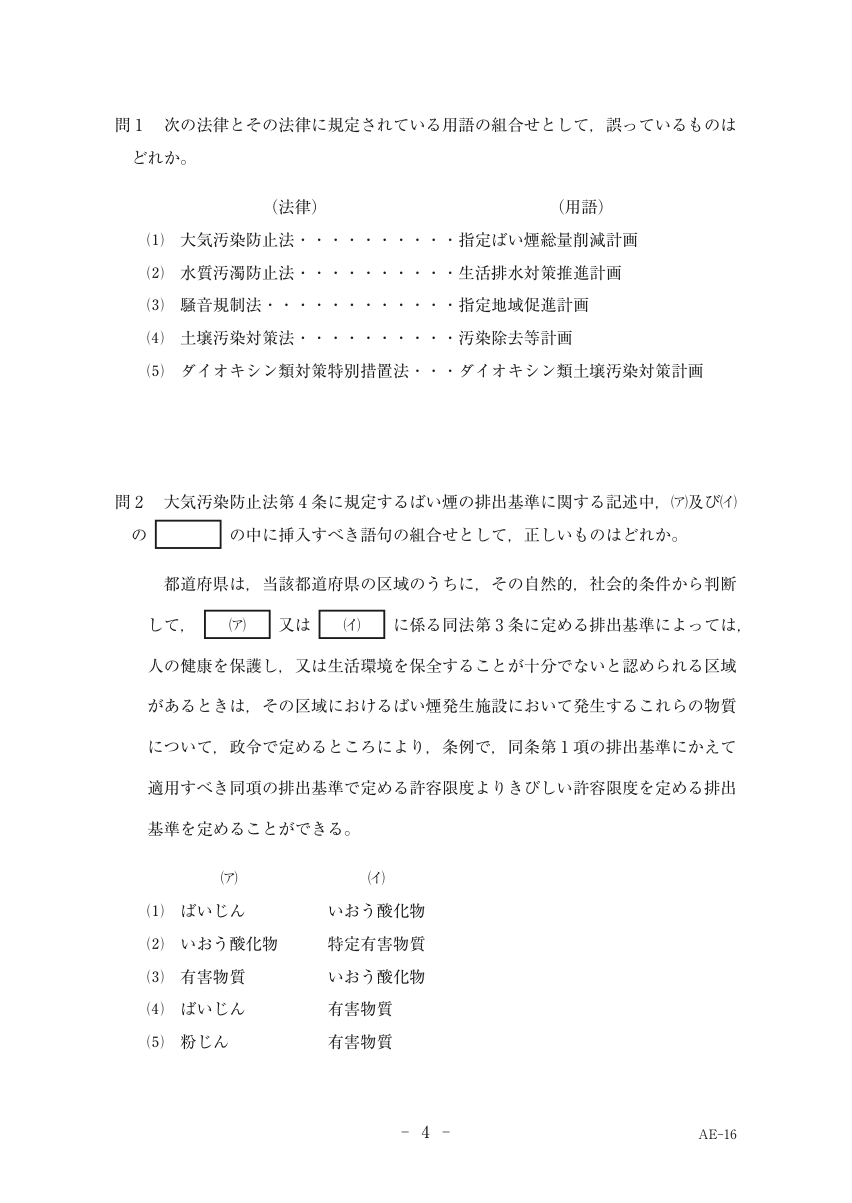 問1　次の法律とその法律に規定されている用語の組合せとして，誤っているものは
どれか。
（法律）　（用語）
⑴　大気汚染防止法・・・・・・・・・・指定ばい煙総量削減計画
⑵　水質汚濁防止法・・・・・・・・・・生活排水対策推進計画
⑶　騒音規制法・・・・・・・・・・・・指定地域促進計画
⑷　土壌汚染対策法・・・・・・・・・・汚染除去等計画
⑸　ダイオキシン類対策特別措置法・・・ダイオキシン類土壌汚染対策計画
問2　大気汚染防止法第4条に規定するばい煙の排出基準に関する記述中，㈠ア㈡及び(イ)
の　の中に挿入すべき語句の組合せとして，正しいものはどれか。
都道府県は，当該都道府県の区域のうちに，その自然的，社会的条件から判断
して，　(ア)　又は　(イ)　に係る同法第3条に定める排出基準によっては，
人の健康を保護し，又は生活環境を保全することが十分でないと認められる区域
があるときは，その区域におけるばい煙発生施設において発生するこれらの物質
について，政令で定めるところにより，条例で，同条第1項の排出基準にかえて
適用すべき同項の排出基準で定める許容限度よりきびしい許容限度を定める排出
基準を定めることができる。
(ア)　(イ)
⑴　ばいじん　いおう酸化物
⑵　いおう酸化物　特定有害物質
⑶　有害物質　いおう酸化物
⑷　ばいじん　有害物質
⑸　粉じん　有害物質
－ 4 －
AE–16